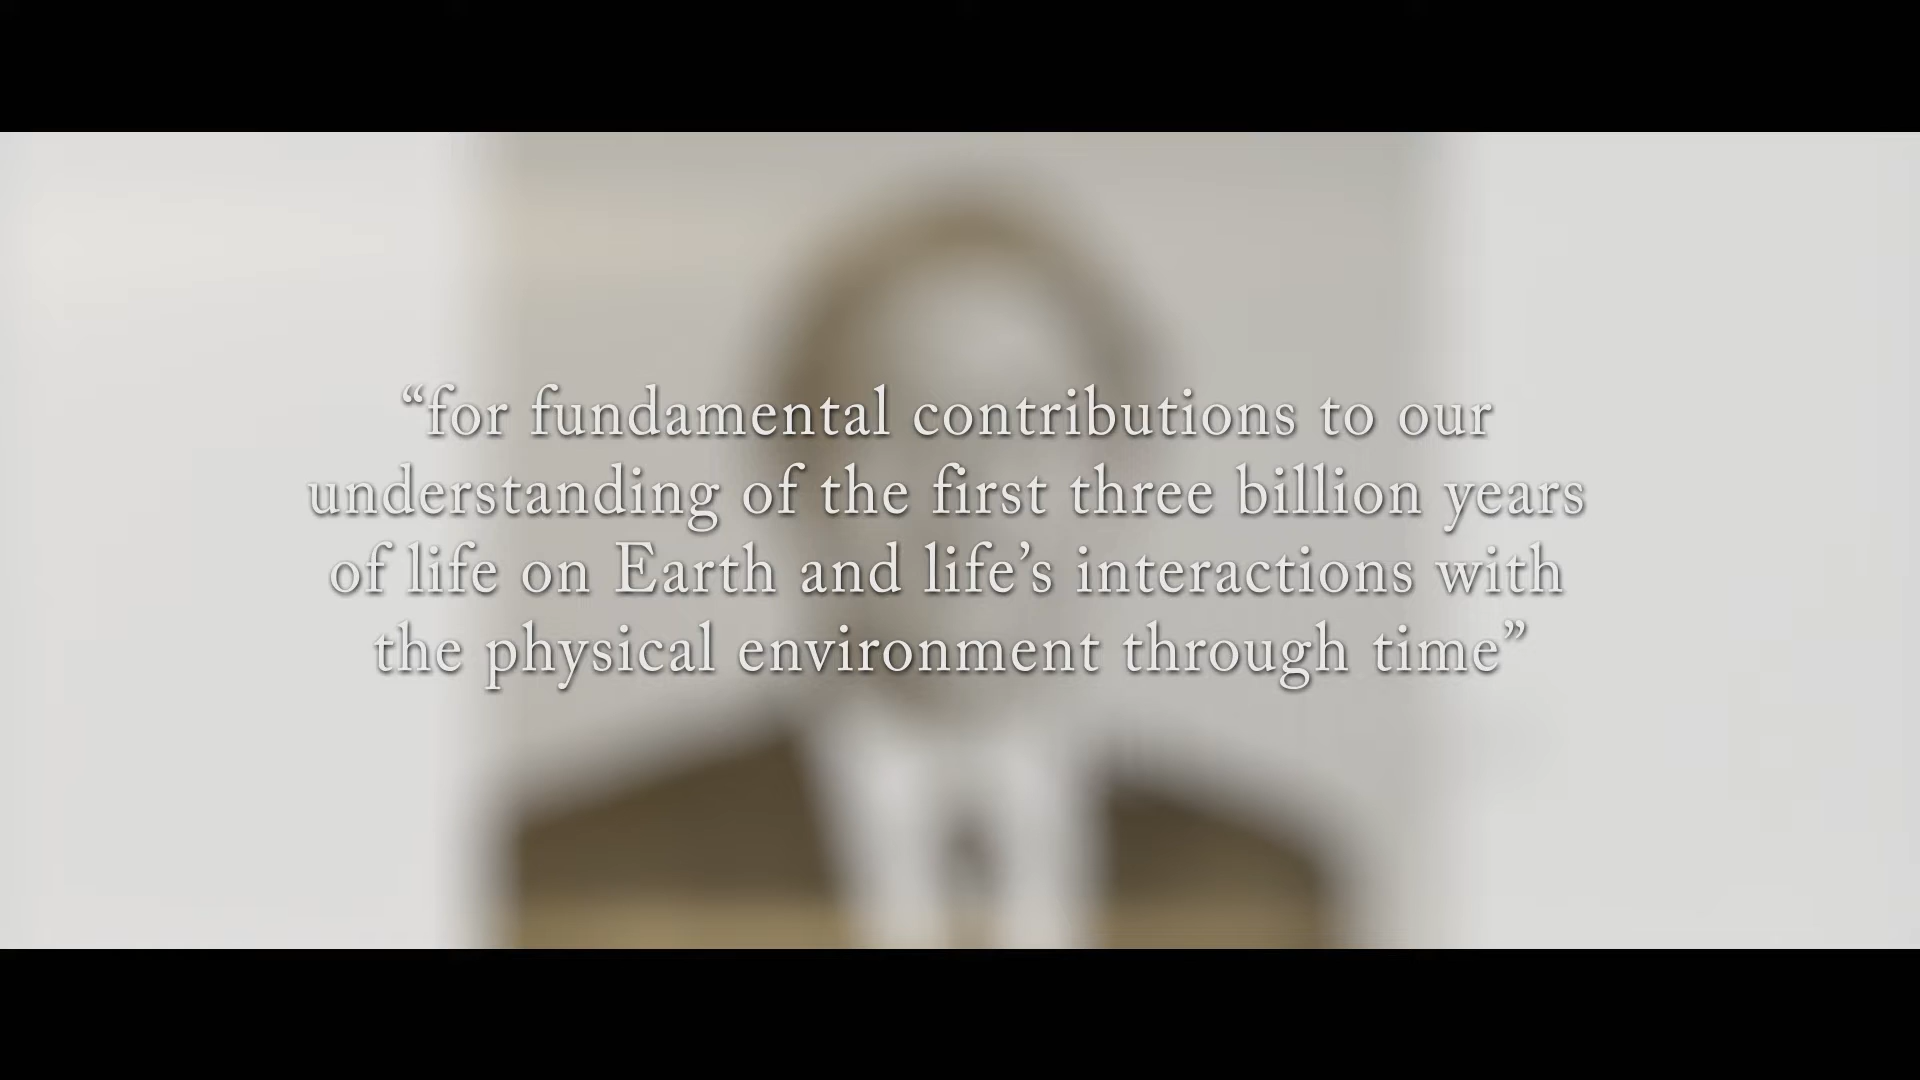 “for fundamental contributions to our
understanding of the first three billion years
of life on Earth and life’s interactions with
the physical environment through time”